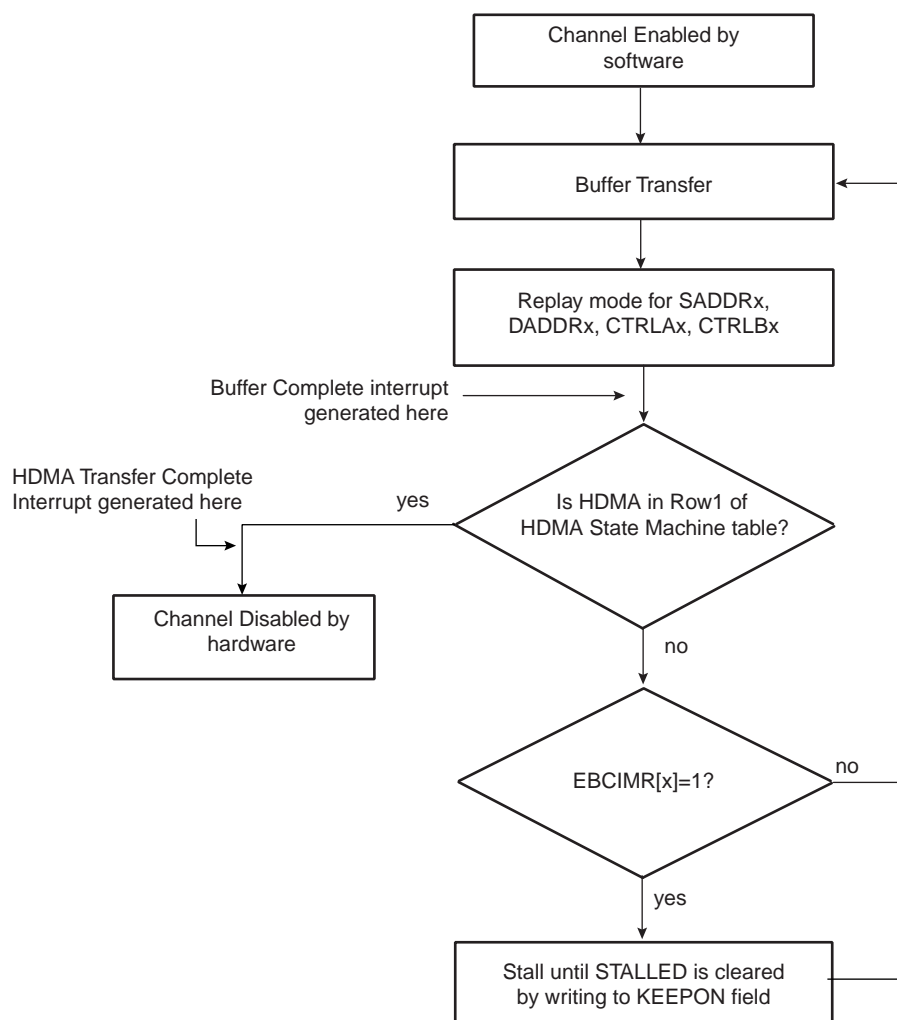 Channel Enabled by
software
Buffer Transfer
Replay mode for SADDRx,
DADDRx, CTRLAx, CTRLBx
Buffer Complete interrupt
generated here
HDMA Transfer Complete
Interrupt generated here
yes
Is HDMA in Row1 of
HDMA State Machine table?
Channel Disabled by
hardware
no
EBCIMR[x]=1?
no
yes
Stall until STALLED is cleared
by writing to KEEPON field